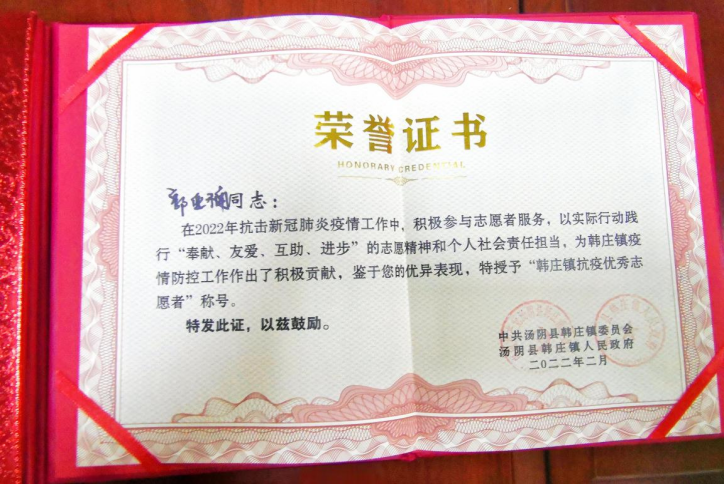 荣誉证书
HONORARY CREDENTIAL
同志：
在2022年抗击新冠肺炎疫情工作中，积极参与志愿者服务，以实际行动践
行“奉献、友爱、互助、进步”的志愿精神和个人社会责任担当，为韩庄镇疫
情防控工作作出了积极贡献，鉴于您的优异表现，特授予“韩庄镇抗疫优秀志
愿者”称号。
特发此证，以兹鼓励。
中共汤阴县韩庄镇委员会
汤阴县韩庄镇人民政府
二〇二二年二月